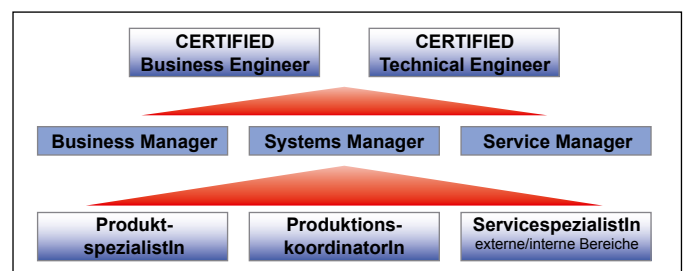 CERTIFIED
Business Engineer
CERTIFIED
Technical Engineer
Business Manager
Systems Manager
Service Manager
Produkt-
spezialistIn
Produktions-
koordinatorIn
ServicespezialistIn
externe/interne Bereiche